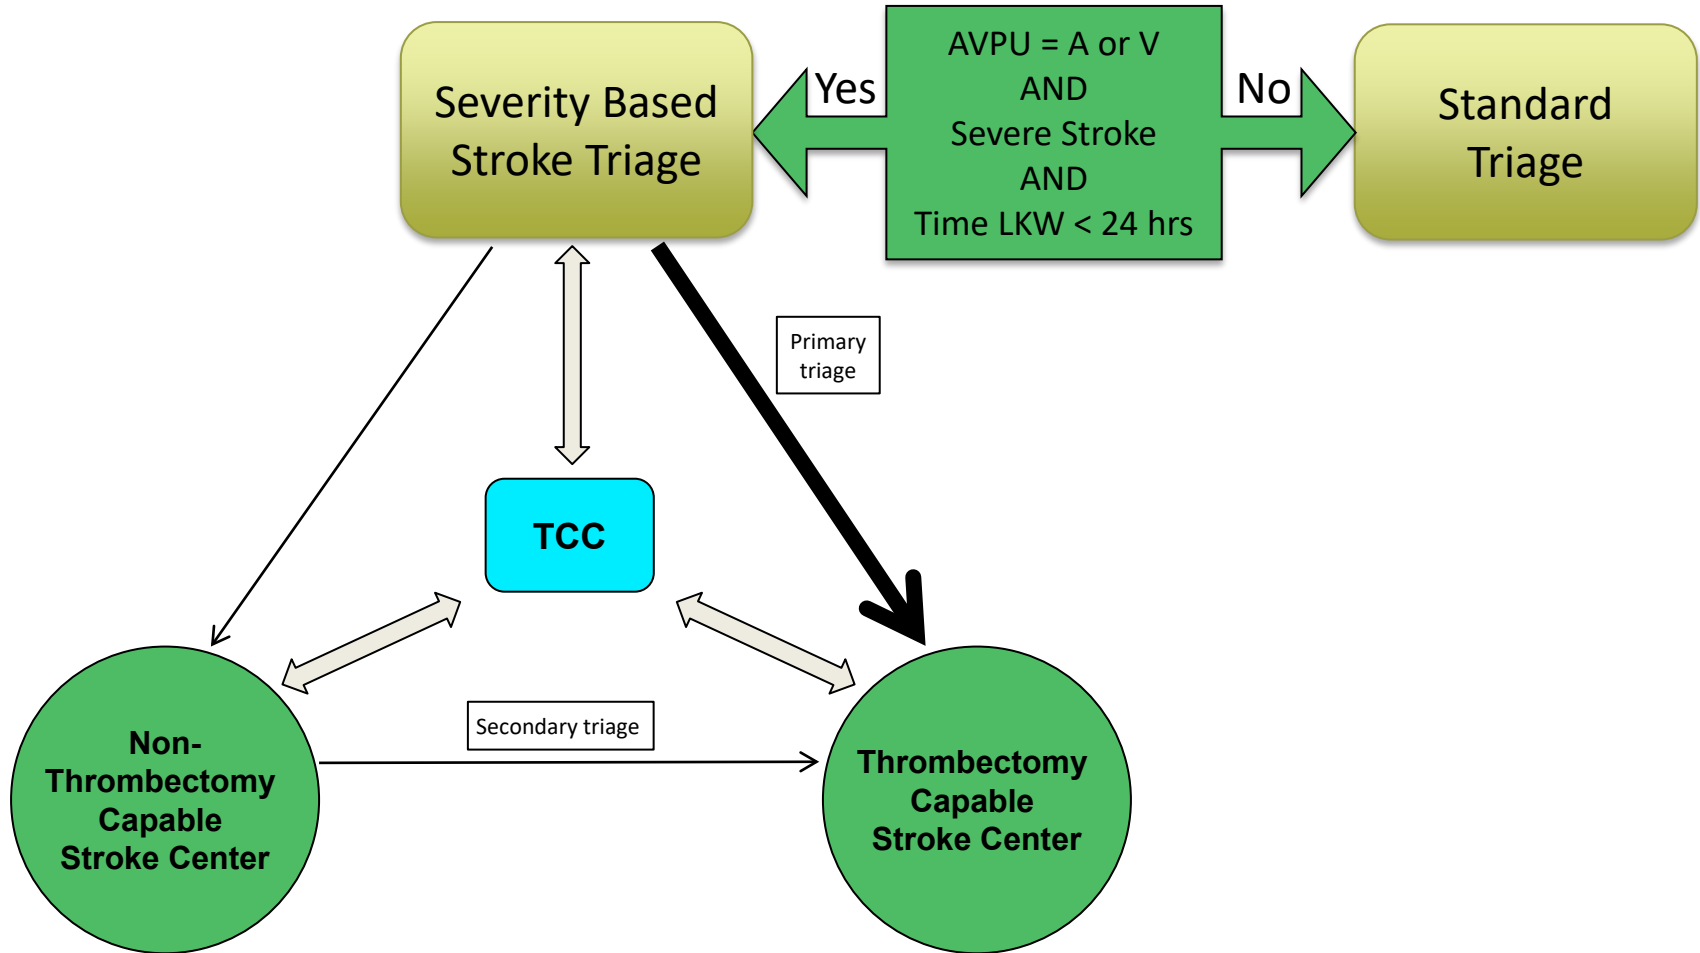 Severity Based
Stroke Triage
Yes
AVPU = A or V
AND
Severe Stroke
AND
Time LKW < 24 hrs
No
Standard
Triage
Primary
triage
TCC
Secondary triage
Non-
Thrombectomy
Capable
Stroke Center
Thrombectomy
Capable
Stroke Center